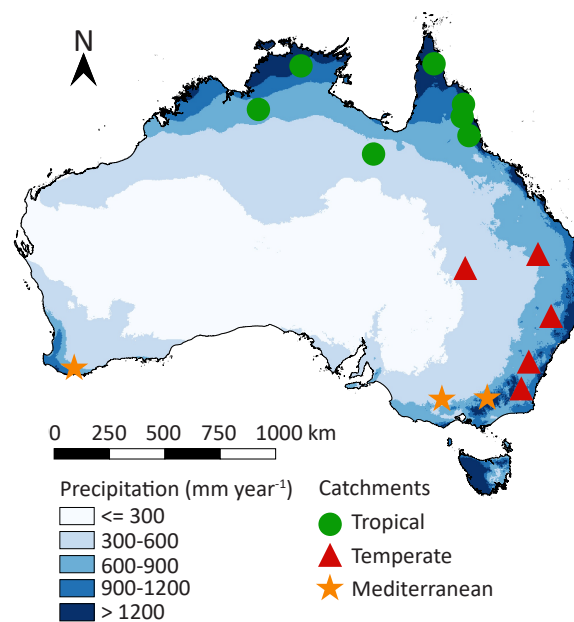 N
0 250 500 750 1000 km
Precipitation (mm year⁻¹)
<= 300
300-600
600-900
900-1200
> 1200
Catchments
Tropical
Temperate
Mediterranean